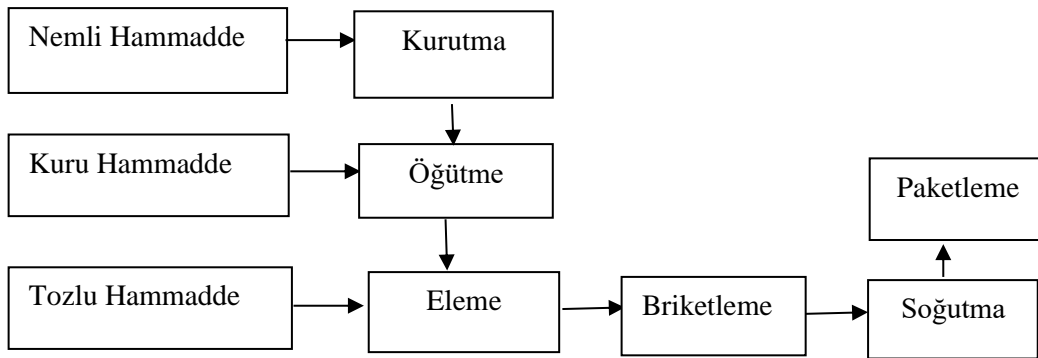 Nemli Hammadde
Kurutma
Kuru Hammadde
Öğütme
Paketleme
Tozlu Hammadde
Eleme
Briketleme
Soğutma